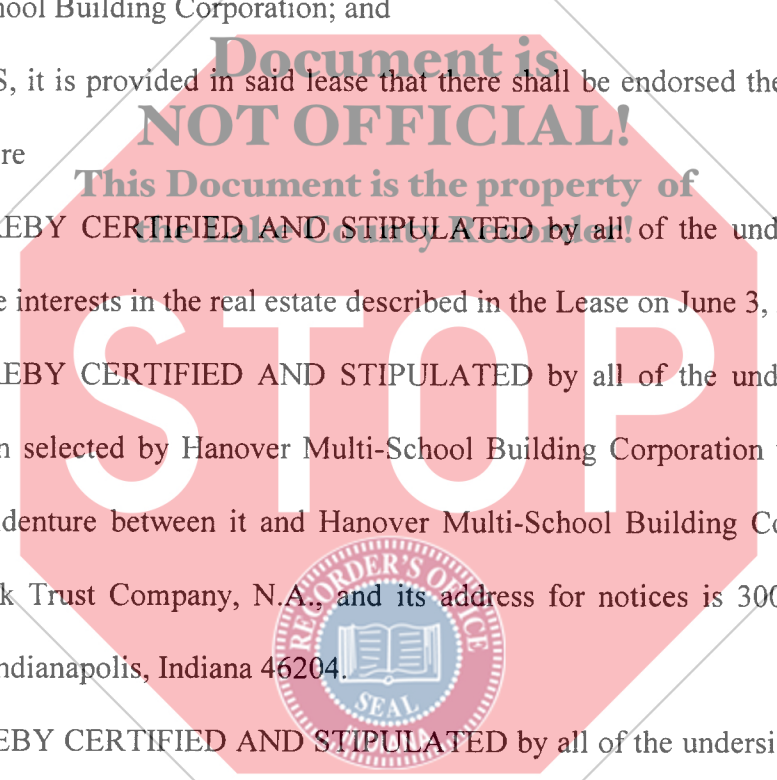 hool Building Corporation; and
Document is
S, it is provided in said lease that there shall be endorsed the
NOT OFFICIAL!
re
This Document is the property of
EBY CERTIFIED AND STIPULATED by all of the und
the Lake County Recorder!
e interests in the real estate described in the Lease on June 3,
STOP
EBY CERTIFIED AND STIPULATED by all of the und
n selected by Hanover Multi-School Building Corporation
denture between it and Hanover Multi-School Building Co
RECORDER'S OFFICE
k Trust Company, N.A., and its address for notices is 300
ndianapolis, Indiana 46204.
SEAL
EBY CERTIFIED AND STIPULATED by all of the undersi